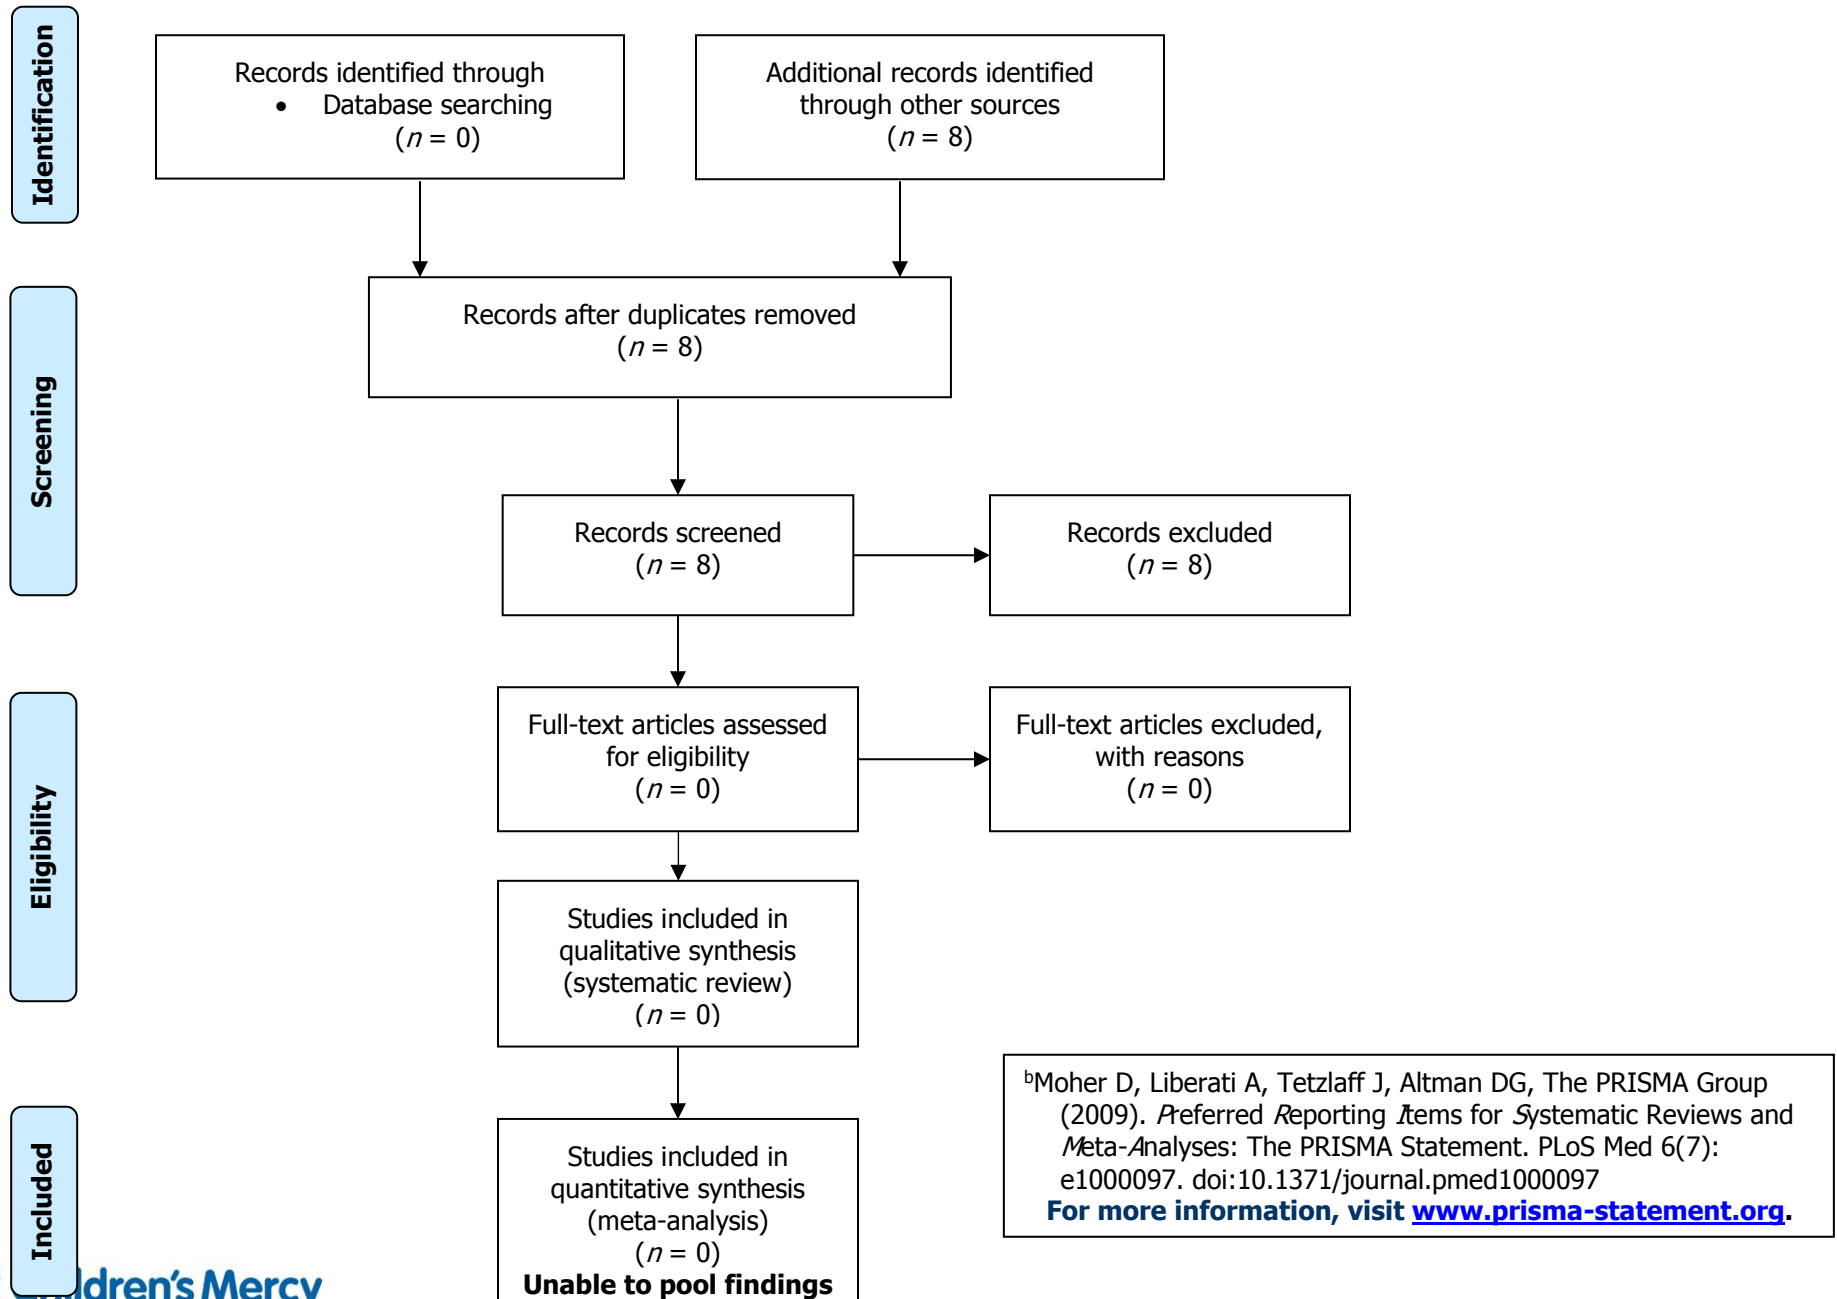 Identification
Records identified through
• Database searching
(n = 0)
Additional records identified
through other sources
(n = 8)
Screening
Records after duplicates removed
(n = 8)
Records screened
(n = 8)
Records excluded
(n = 8)
Eligibility
Full-text articles assessed
for eligibility
(n = 0)
Full-text articles excluded,
with reasons
(n = 0)
Studies included in
qualitative synthesis
(systematic review)
(n = 0)
Included
Studies included in
quantitative synthesis
(meta-analysis)
(n = 0)
Unable to pool findings
bMoher D, Liberati A, Tetzlaff J, Altman DG, The PRISMA Group
(2009). Preferred Reporting Items for Systematic Reviews and
Meta-Analyses: The PRISMA Statement. PLoS Med 6(7):
e1000097. doi:10.1371/journal.pmed1000097
For more information, visit www.prisma-statement.org.
Mercy